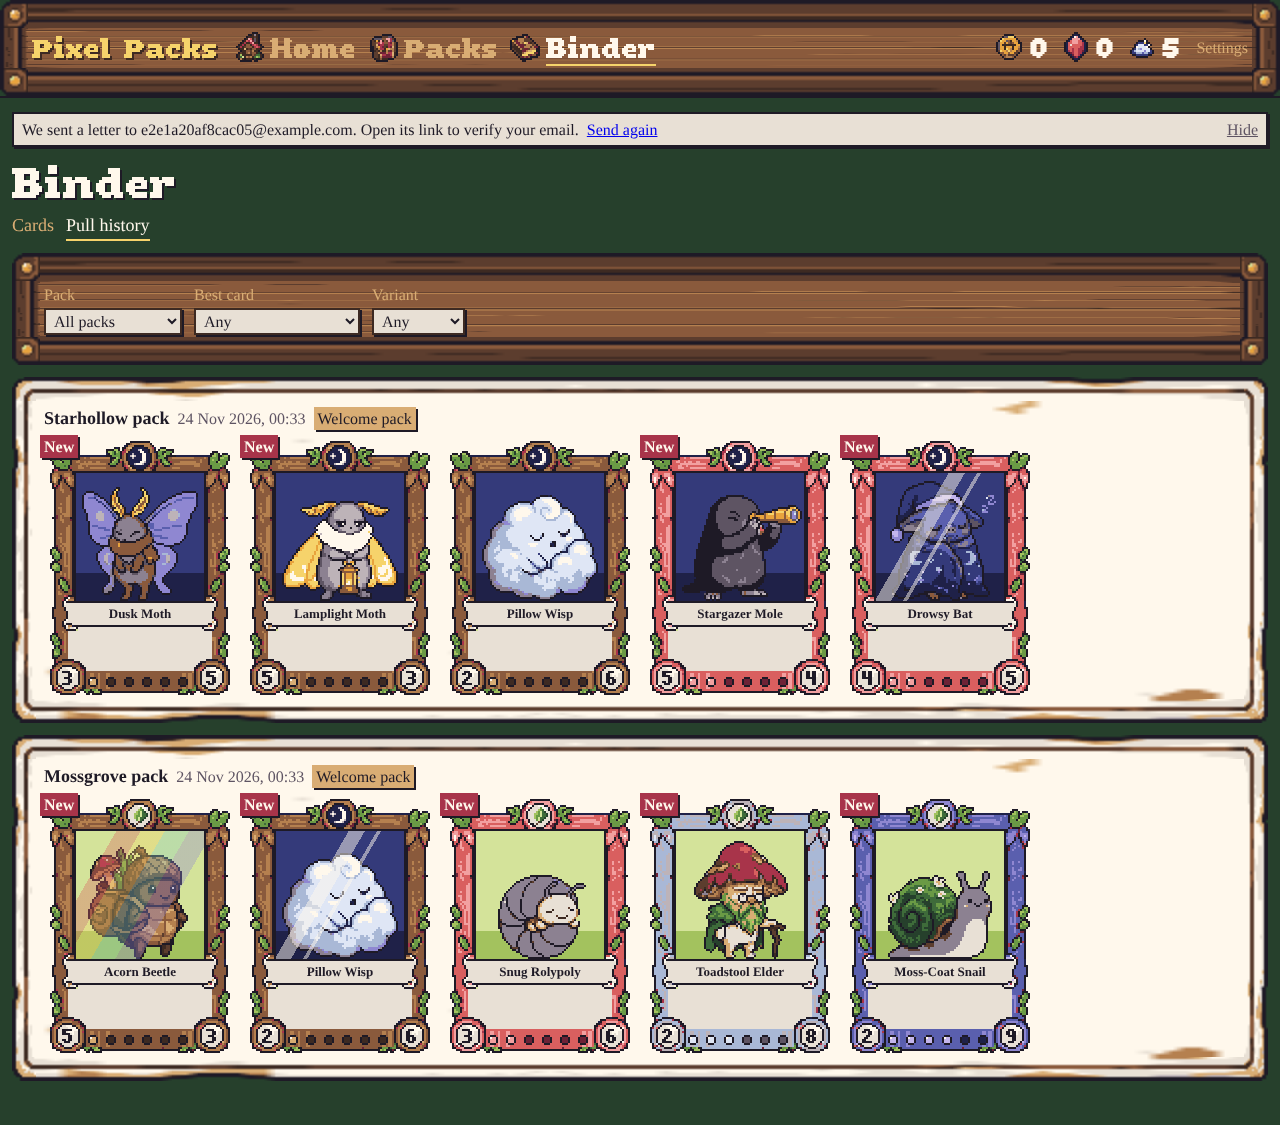 Pixel Packs Home Packs Binder 0 0 5 Settings
We sent a letter to e2e1a20af8cac05@example.com. Open its link to verify your email. Send again Hide
Binder
Cards Pull history
Pack Best card Variant
All packs Any Any
Starhollow pack 24 Nov 2026, 00:33 Welcome pack
New New New New
Dusk Moth Lamplight Moth Pillow Wisp Stargazer Mole Drowsy Bat
3 5 5 3 2 6 5 4 4 5
Mossgrove pack 24 Nov 2026, 00:33 Welcome pack
New New New New New
Acorn Beetle Pillow Wisp Snug Rolypoly Toadstool Elder Moss-Coat Snail
5 3 2 6 3 6 2 8 2 9